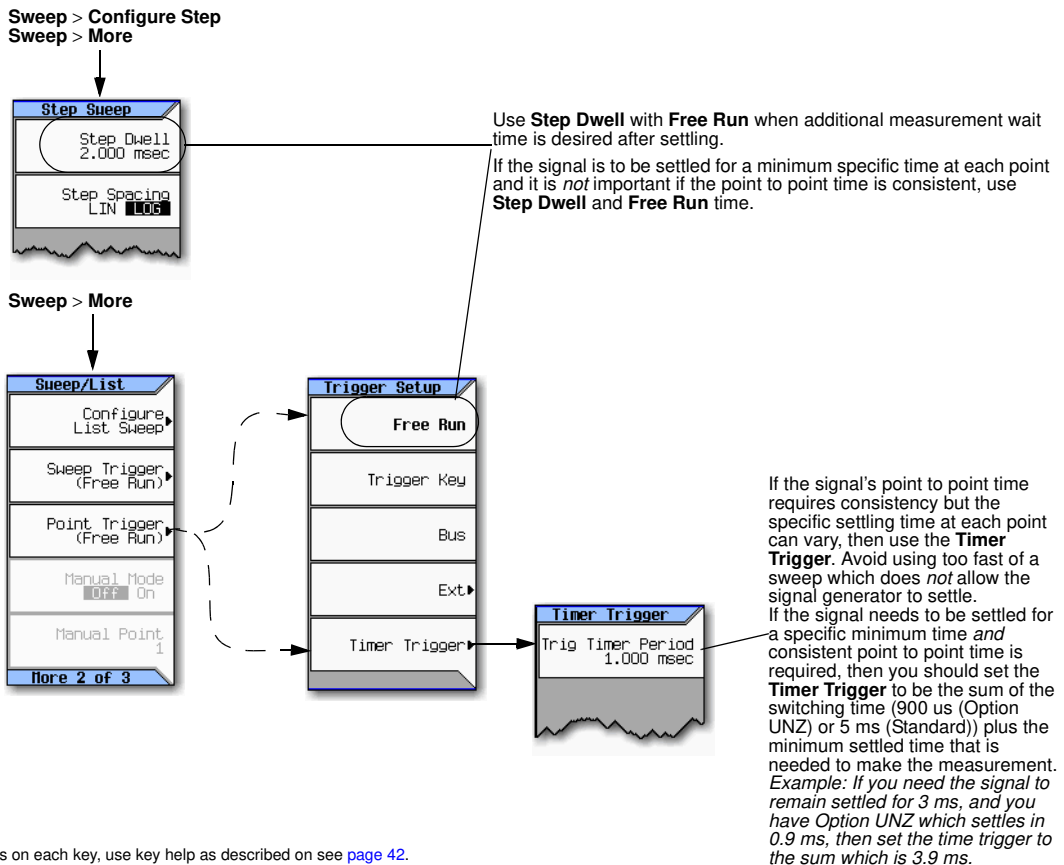 Sweep > Configure Step
Sweep > More
Step Sweep
Step Dwell
2.000 msec
Step Spacing
LIN LOG
Use Step Dwell with Free Run when additional measurement wait
time is desired after settling.
If the signal is to be settled for a minimum specific time at each point
and it is not important if the point to point time is consistent, use
Step Dwell and Free Run time.
Sweep > More
Sweep/List
Configure
List Sweep
Sweep Trigger
(Free Run)
Point Trigger
(Free Run)
Manual Mode
Off On
Manual Point
1
More 2 of 3
Trigger Setup
Free Run
Trigger Key
Bus
Ext
Timer Trigger
Timer Trigger
Trig Timer Period
1.000 msec
If the signal's point to point time
requires consistency but the
specific settling time at each point
can vary, then use the Timer
Trigger. Avoid using too fast of a
sweep which does not allow the
signal generator to settle.
If the signal needs to be settled for
a specific minimum time and
consistent point to point time is
required, then you should set the
Timer Trigger to be the sum of the
switching time (900 us (Option
UNZ) or 5 ms (Standard)) plus the
minimum settled time that is
needed to make the measurement.
Example: If you need the signal to
remain settled for 3 ms, and you
have Option UNZ which settles in
0.9 ms, then set the time trigger to
the sum which is 3.9 ms.
s on each key, use key help as described on see page 42.